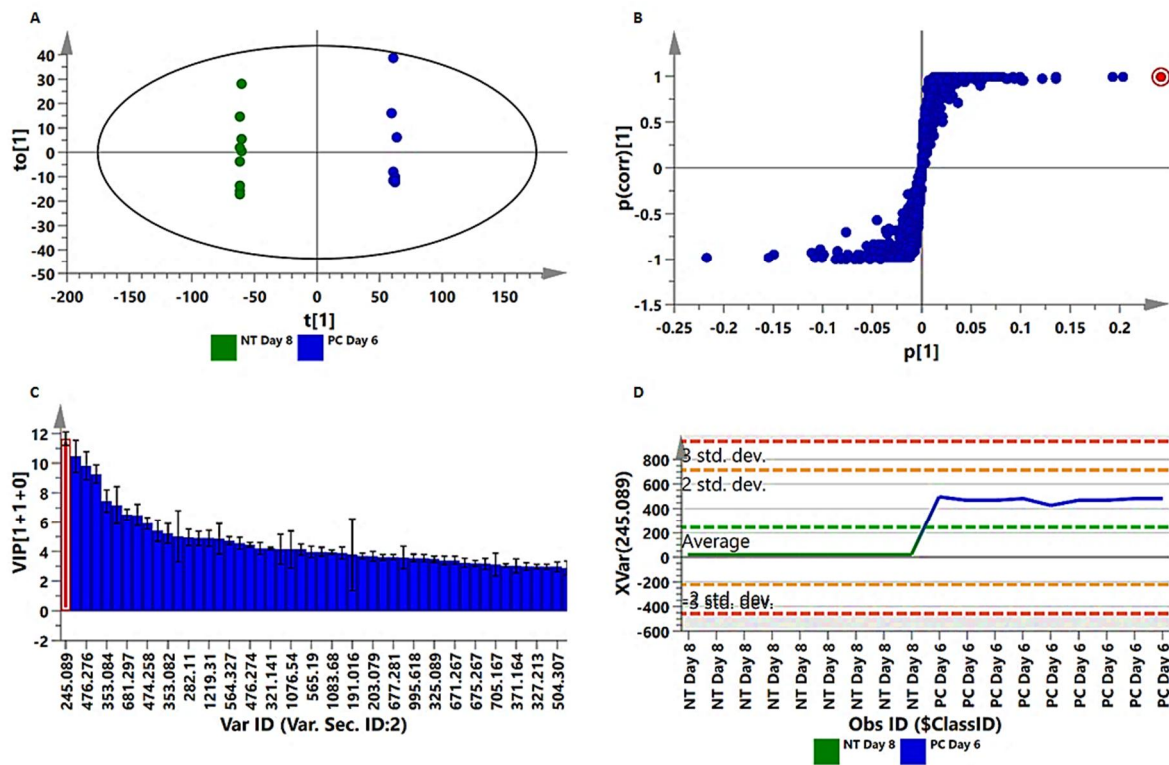 A
to[1]
40
30
20
10
0
-10
-20
-30
-40
-50
-200 -150 -100 -50 0 50 100 150
t[1]
NT Day 8 PC Day 6
B
p(corr)[1]
1
0.5
0
-0.5
-1
-1.5
-0.25 -0.2 -0.15 -0.1 -0.05 0 0.05 0.1 0.15 0.2
p[1]
C
VIP[1+1+0]
12
10
8
6
4
2
0
-2
245.089 476.276 353.084 681.297 474.258 353.082 282.11 1219.31 564.327 476.274 321.141 1076.54 565.19 1083.68 191.016 203.079 677.281 995.618 325.089 671.267 675.267 705.167 371.164 327.213 504.307
Var ID (Var. Sec. ID:2)
D
XVar(245.089)
800
600
400
200
0
-200
-400
-600
3 std. dev.
2 std. dev.
Average
-2 std. dev.
-3 std. dev.
NT Day 8 NT Day 8 NT Day 8 NT Day 8 NT Day 8 NT Day 8 NT Day 8 NT Day 8 NT Day 8 PC Day 6 PC Day 6 PC Day 6 PC Day 6 PC Day 6 PC Day 6 PC Day 6 PC Day 6 PC Day 6
Obs ID ($ClassID)
NT Day 8 PC Day 6